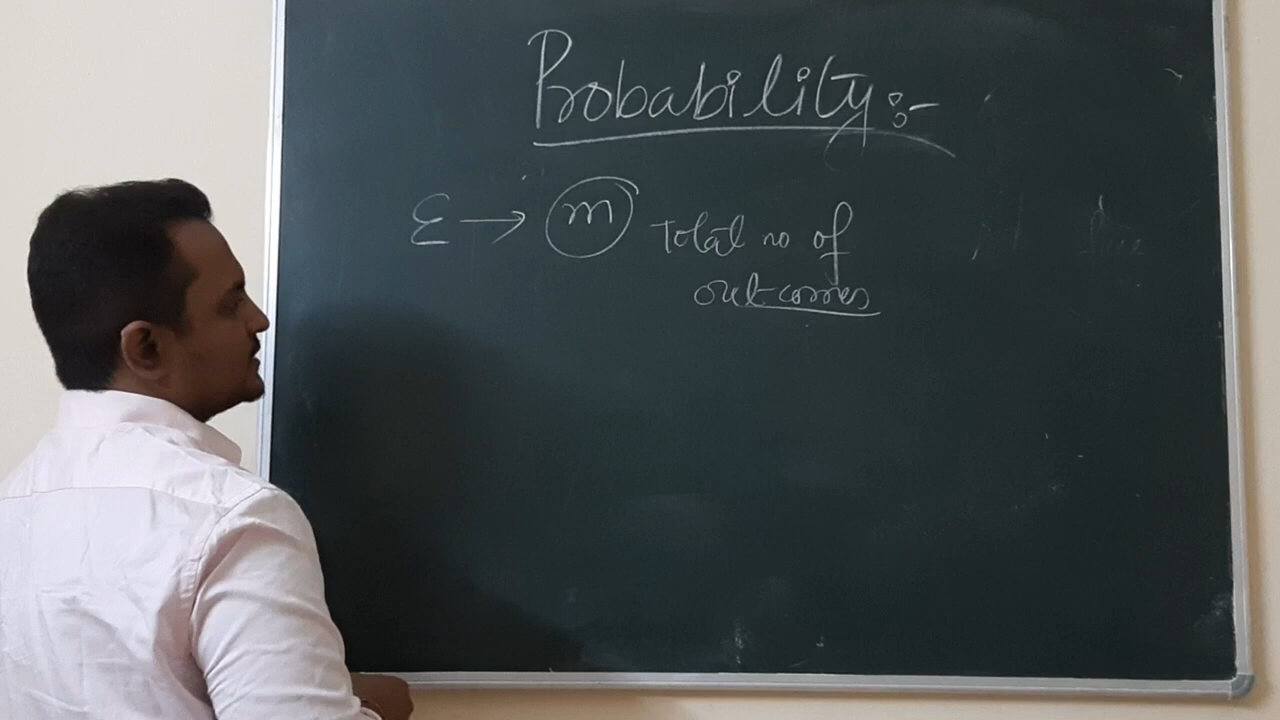 Probability :-
ε → m Total no of
outcomes